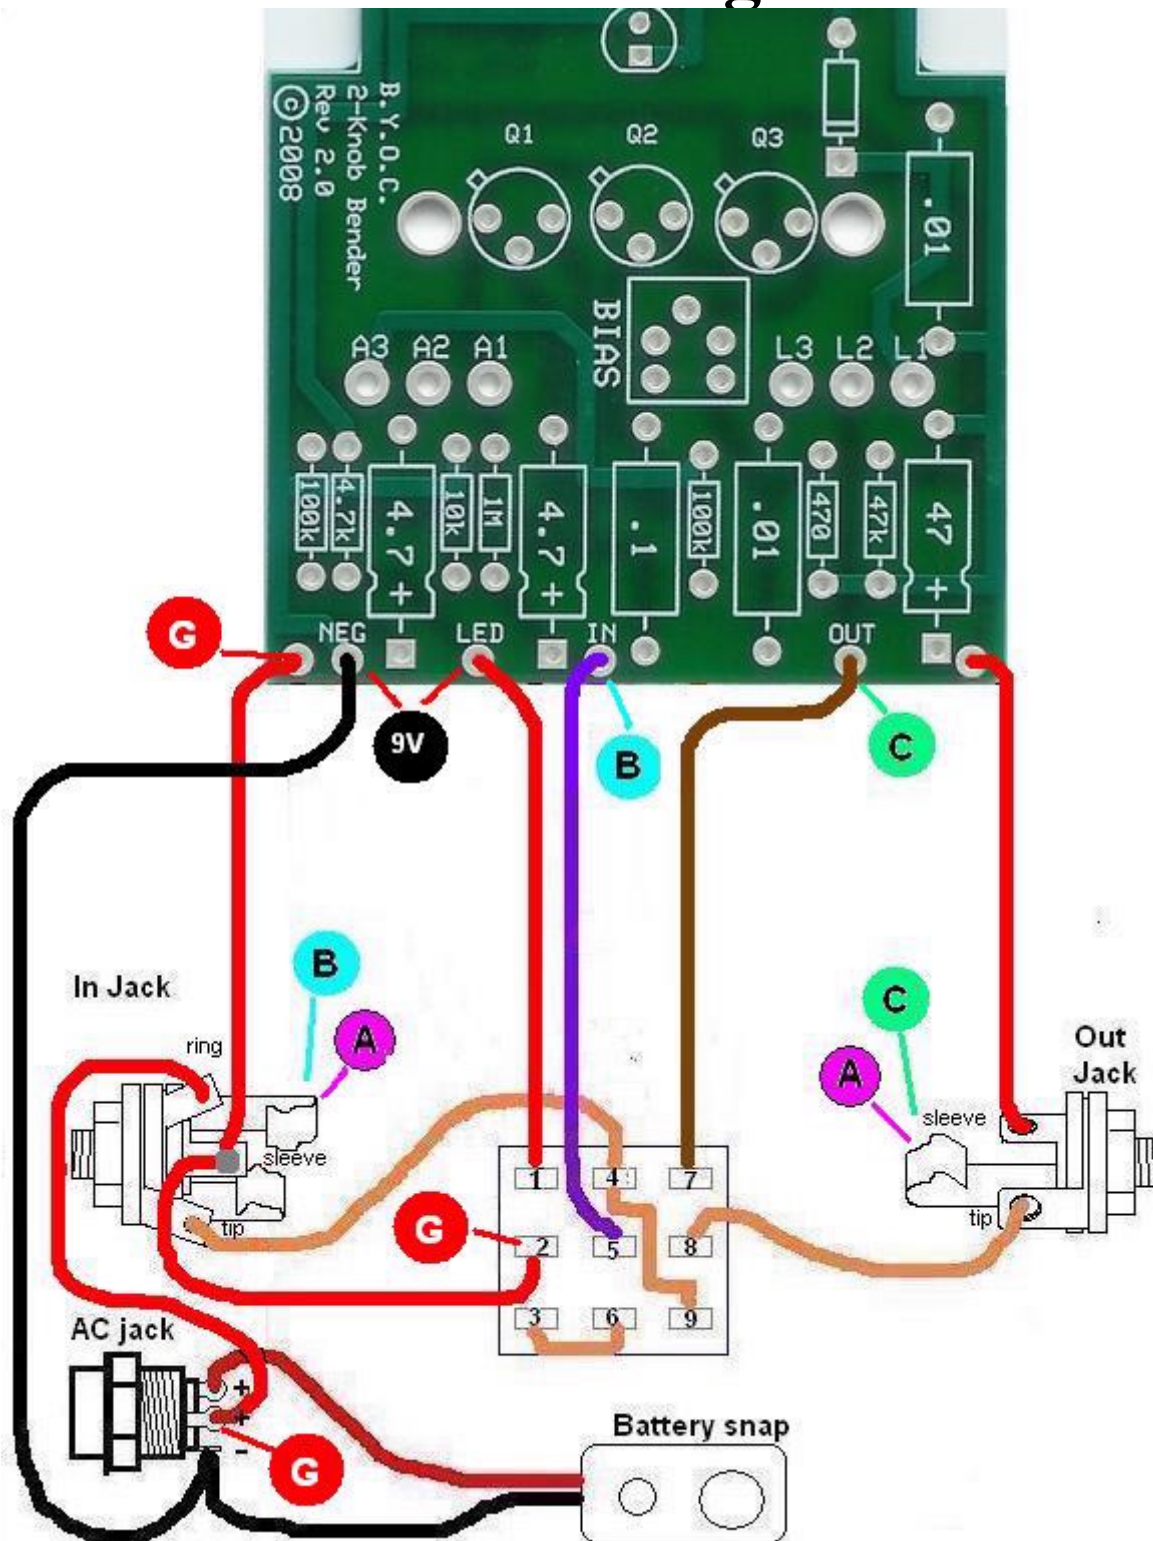 B.Y.O.C.
2-Knob Bender
Rev 2.0
©2008
Q1
Q2
Q3
.01
BIAS
A3
A2
A1
L3
L2
L1
100k
4.7k
4.7
+
10k
1M
4.7
+
.1
100k
.01
470
47k
47
+
G
NEG
LED
IN
OUT
9V
B
C
In Jack
B
A
ring
sleeve
tip
C
A
sleeve
tip
Out
Jack
1
4
7
G
2
5
8
3
6
9
AC jack
+
+
-
G
Battery snap